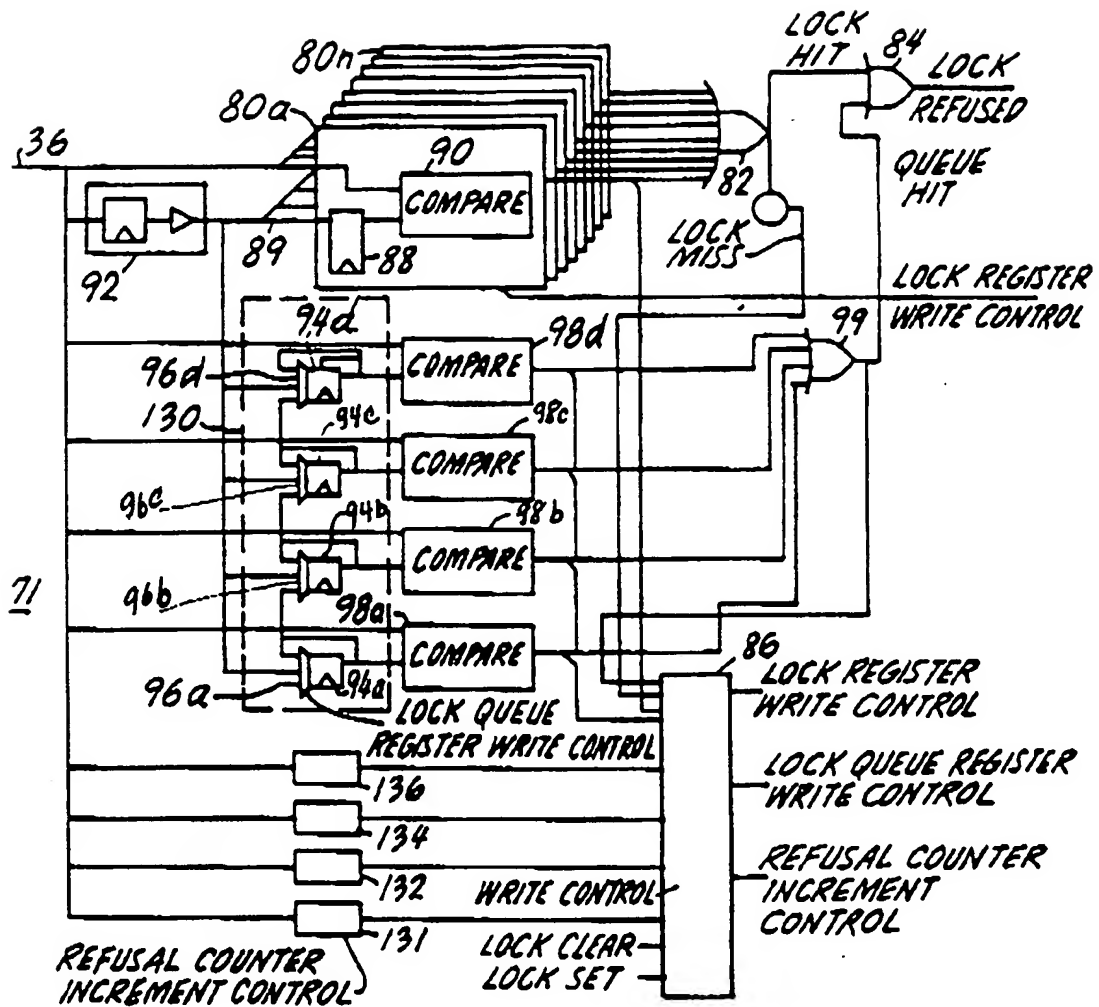 80n
LOCK
HIT
84
LOCK
REFUSED
80a
36
90
COMPARE
82
QUEUE
HIT
92
89
88
LOCK
MISS
LOCK REGISTER
WRITE CONTROL
94d
98d
99
96d
COMPARE
130
94c
98c
COMPARE
96c
94b
98b
COMPARE
71
96b
98a
COMPARE
86
96a
94a
LOCK QUEUE
REGISTER WRITE CONTROL
LOCK REGISTER
WRITE CONTROL
136
LOCK QUEUE REGISTER
WRITE CONTROL
134
132
WRITE CONTROL
REFUSAL COUNTER
INCREMENT
CONTROL
131
LOCK CLEAR
LOCK SET
REFUSAL COUNTER
INCREMENT CONTROL